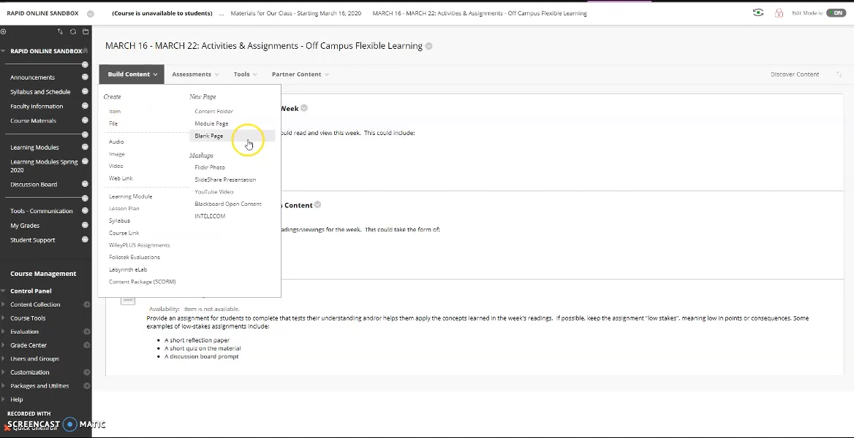 RAPID ONLINE SANDBOX
(Course is unavailable to students)
... Materials for Our Class - Starting March 16, 2020
MARCH 16 - MARCH 22: Activities & Assignments - Off Campus Flexible Learning
Edit Mode is: ON
RAPID ONLINE SANDBOX
Announcements
Syllabus and Schedule
Faculty Information
Course Materials
Learning Modules
Learning Modules Spring
2020
Discussion Board
Tools - Communication
My Grades
Student Support
Course Management
Control Panel
Content Collection
Course Tools
Evaluation
Grade Center
Users and Groups
Customization
Packages and Utilities
Help
RECORDED WITH
SCREENCAST MATIC
MARCH 16 - MARCH 22: Activities & Assignments - Off Campus Flexible Learning
Build Content
Assessments
Tools
Partner Content
Discover Content
Create
Item
File
Audio
Image
Video
Web Link
Learning Module
Lesson Plan
Syllabus
Course Link
WileyPLUS Assignments
Foliotek Evaluations
Labyrinth eLab
Content Package (SCORM)
New Page
Content Folder
Module Page
Blank Page
Mashups
Flickr Photo
SlideShare Presentation
YouTube Video
Blackboard Open Content
INTELECOM
Week
ould read and view this week. This could include:
s Content
adings/viewings for the week. This could take the form of:
Availability: Item is not available.
Provide an assignment for students to complete that tests their understanding and/or helps them apply the concepts learned in the week's readings. If possible, keep the assignment "low stakes", meaning low in points or consequences. Some
examples of low-stakes assignments include:
• A short reflection paper
• A short quiz on the material
• A discussion board prompt